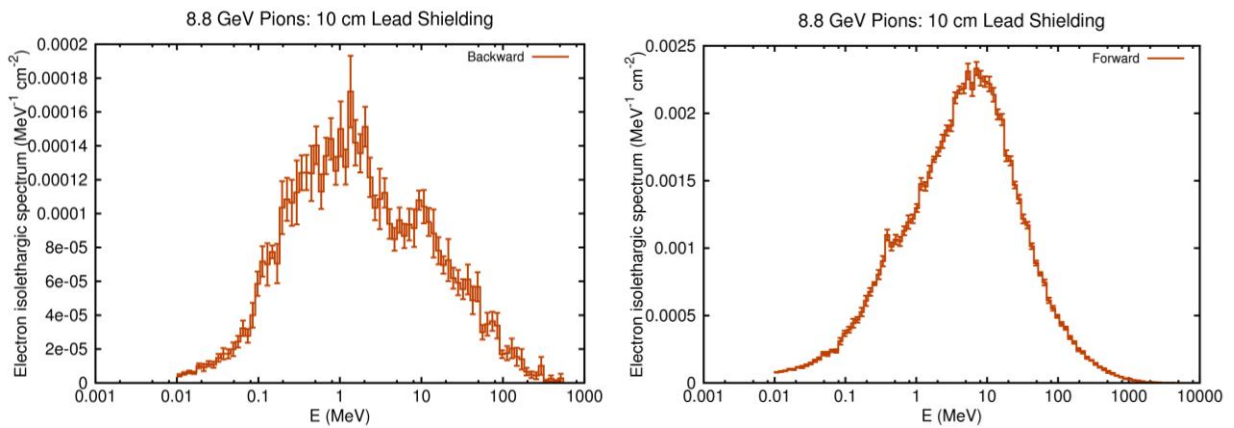 8.8 GeV Pions: 10 cm Lead Shielding
Electron isolethargic spectrum (MeV⁻¹ cm⁻²)
0.0002
0.00018
0.00016
0.00014
0.00012
0.0001
8e-05
6e-05
4e-05
2e-05
0
Backward
0.001 0.01 0.1 1 10 100 1000
E (MeV)
8.8 GeV Pions: 10 cm Lead Shielding
Electron isolethargic spectrum (MeV⁻¹ cm⁻²)
0.0025
0.002
0.0015
0.001
0.0005
0
Forward
0.001 0.01 0.1 1 10 100 1000 10000
E (MeV)